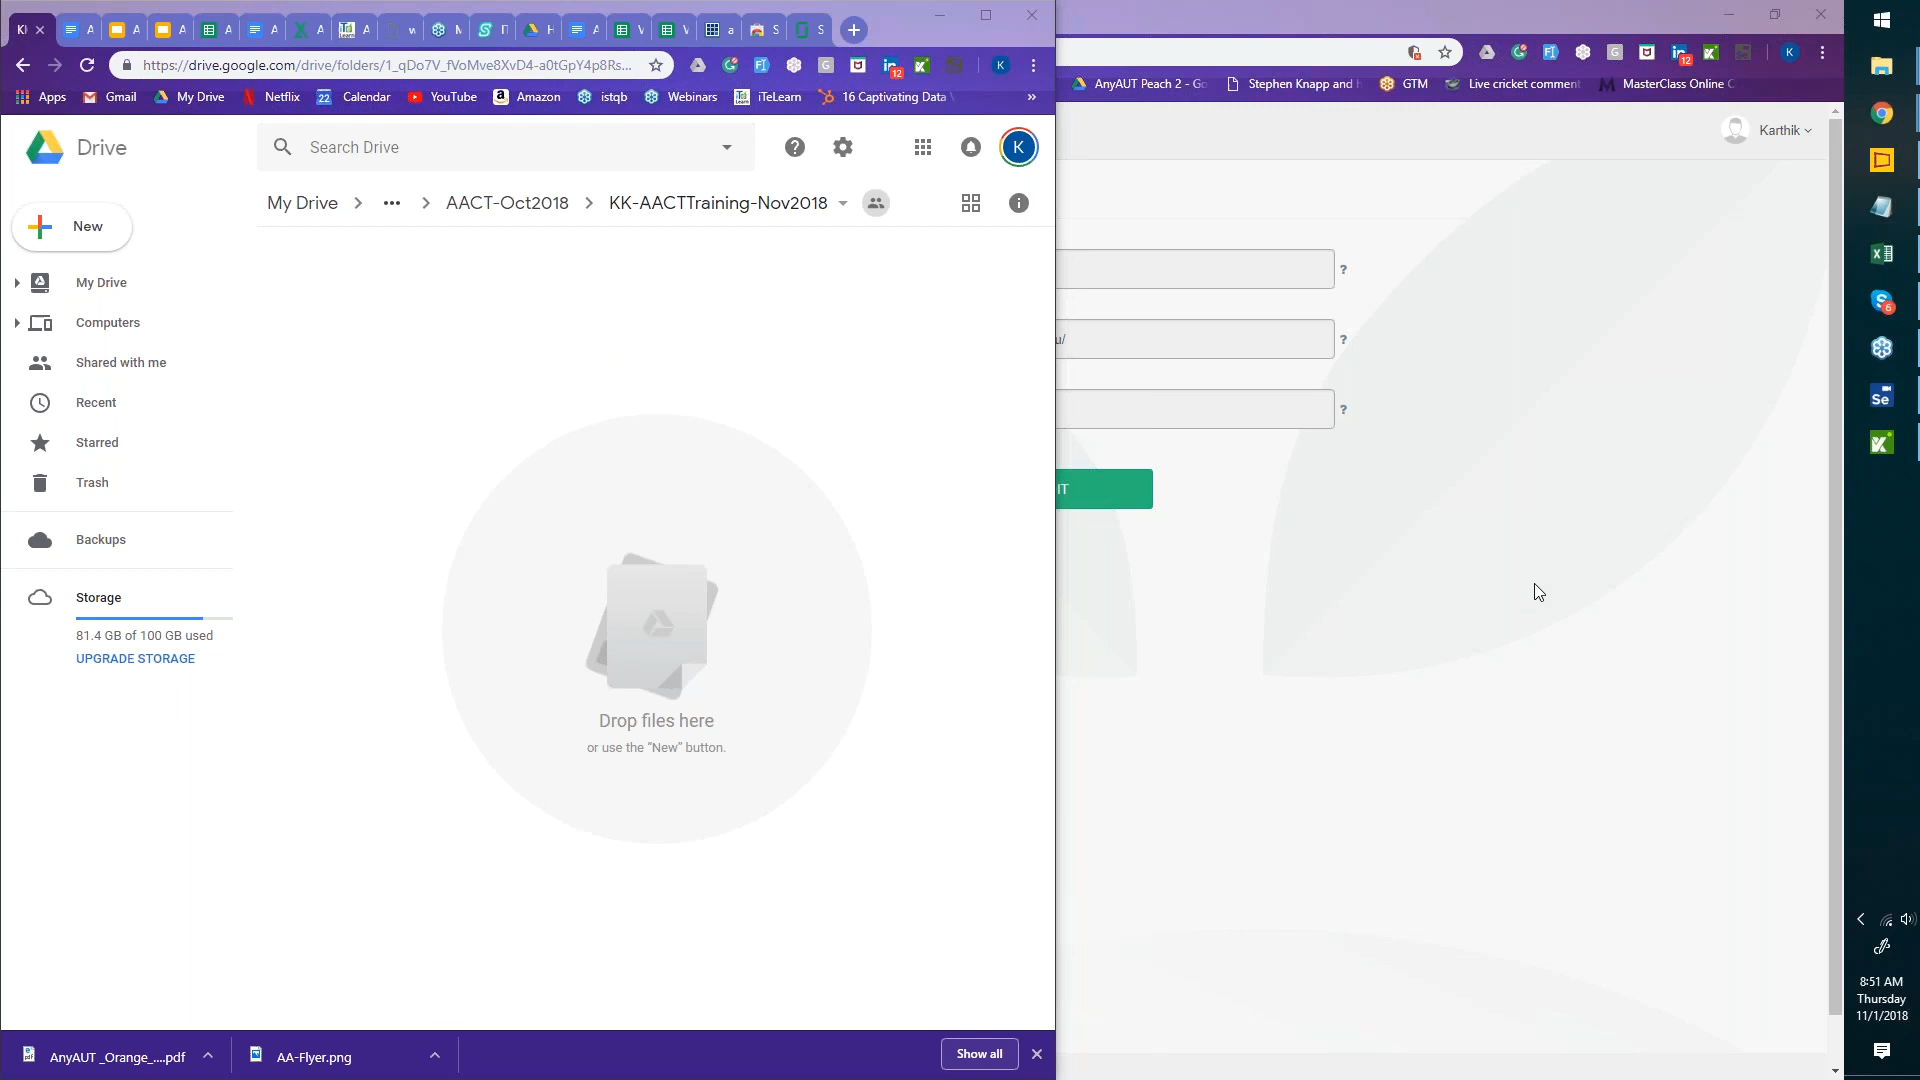 https://drive.google.com/drive/folders/1_qDo7V_fVoMve8XvD4-a0tGpY4p8Rs...
Apps
Gmail
My Drive
Netflix
Calendar
YouTube
Amazon
istqb
Webinars
iTeLearn
16 Captivating Data
»
AnyAUT Peach 2 - Go
Stephen Knapp and
GTM
Live cricket comment
MasterClass Online C
Drive
Search Drive
K
Karthik
My Drive > ••• > AACT-Oct2018 > KK-AACTTraining-Nov2018
New
My Drive
Computers
Shared with me
Recent
Starred
Trash
Backups
Storage
81.4 GB of 100 GB used
UPGRADE STORAGE
Drop files here
or use the "New" button.
?
u/
?
?
IT
8:51 AM
Thursday
11/1/2018
AnyAUT _Orange_....pdf
AA-Flyer.png
Show all